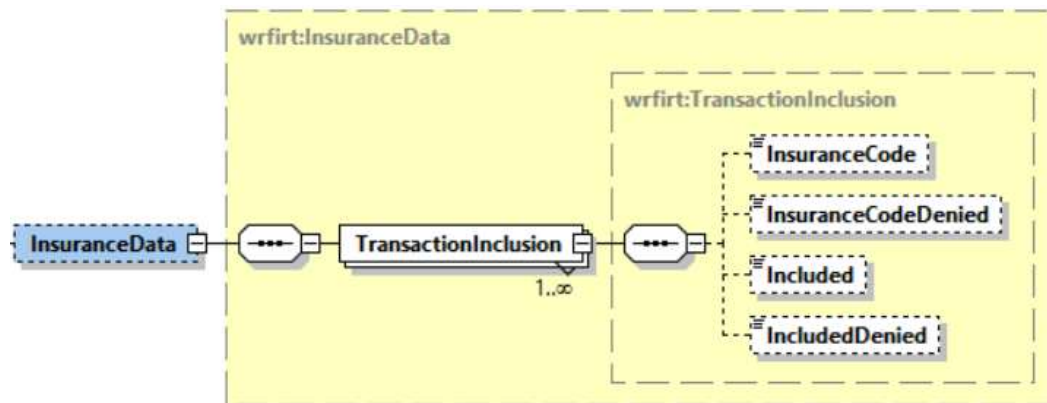 wrfirt:InsuranceData
wrfirt:TransactionInclusion
InsuranceCode
InsuranceCodeDenied
InsuranceData
TransactionInclusion
1..∞
Included
IncludedDenied